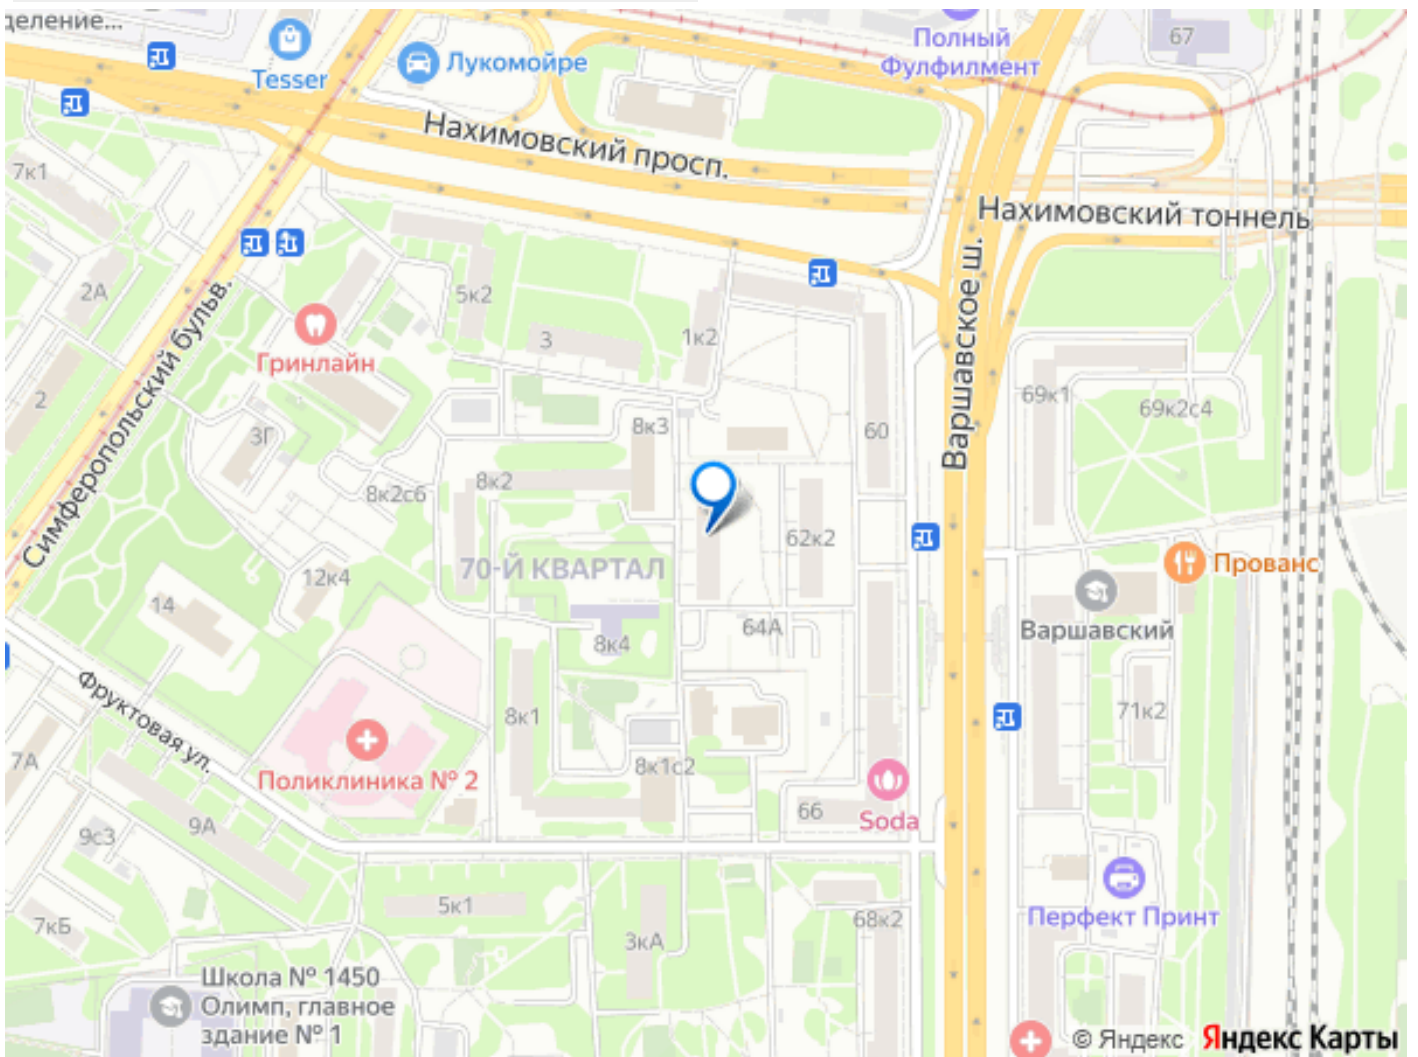 деление...
Tesser
Лукомойре
Полный
Фулфилмент
67
Нахимовский просп.
7к1
Нахимовский тоннель
2А
5к2
3
1к2
Симферопольский бульв.
Гринлайн
Варшавское ш.
2
3Г
8к3
60
69к1
69к2с4
8к2с6
8к2
62к2
70-Й КВАРТАЛ
Прованс
12к4
14
64А
Варшавский
8к4
Фруктовая ул.
8к1
71к2
7А
Поликлиника № 2
8к1с2
66
Soda
9с3
9А
5к1
3кА
68к2
Перфект Принт
7кБ
Школа № 1450
Олимп, главное
здание № 1
© Яндекс Яндекс Карты